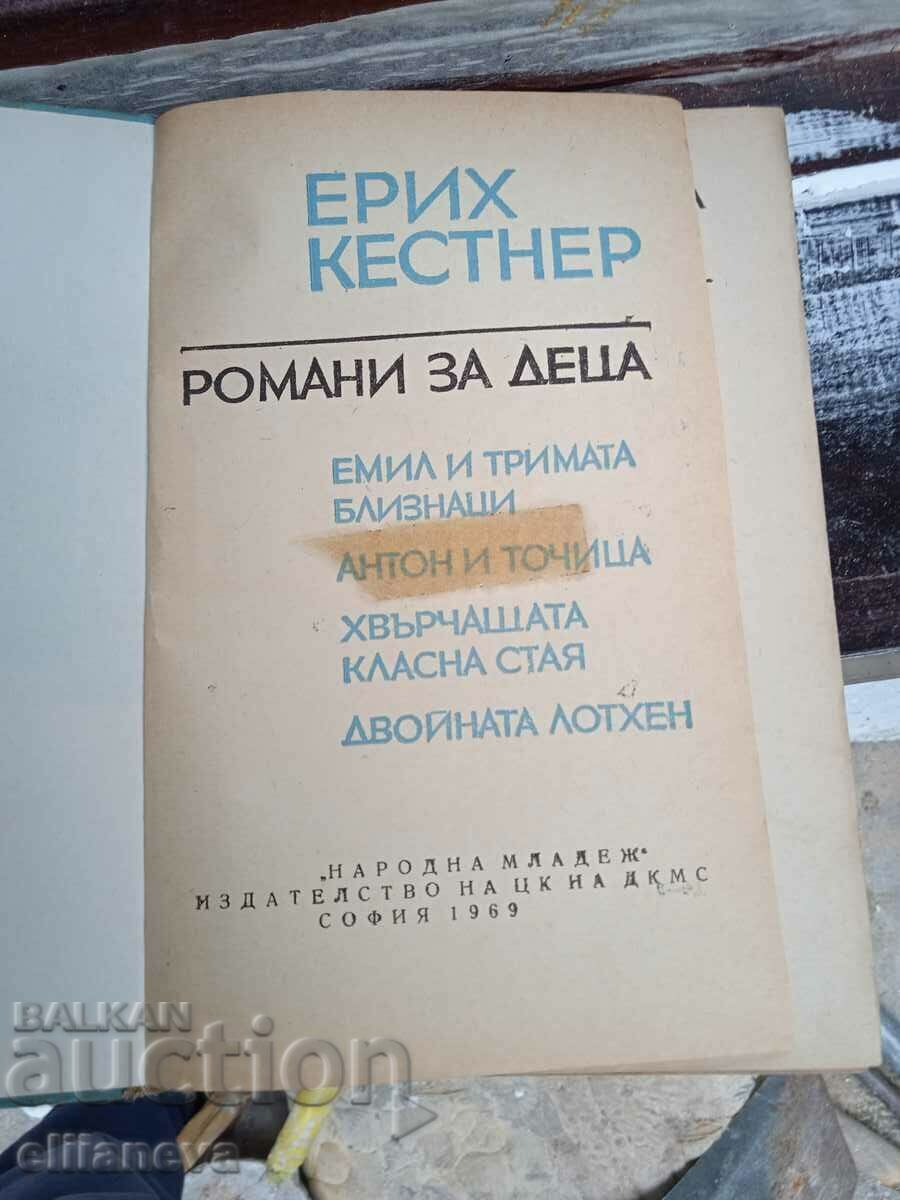 ЕРИХ
КЕСТНЕР
РОМАНИ ЗА ДЕЦА
ЕМИЛ И ТРИМАТА
БЛИЗНАЦИ
АНТОН И ТОЧИЦА
ХВЪРЧАЩАТА
КЛАСНА СТАЯ
ДВОЙНАТА ЛОТХЕН
„НАРОДНА МЛАДЕЖ“
ИЗДАТЕЛСТВО НА ЦК НА ДКМС
СОФИЯ 1969
BALKAN
auction
ellianeva